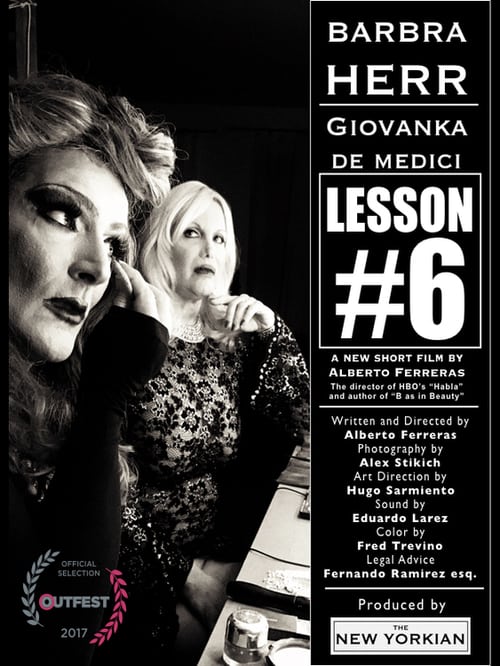 BARBRA
HERR
GIOVANKA
DE MEDICI
LESSON
#6
A NEW SHORT FILM BY
ALBERTO FERRERAS
The director of HBO's "Habla"
and author of "B as in Beauty"
Written and Directed by
Alberto Ferreras
Photography by
Alex Stikich
Art Direction by
Hugo Sarmiento
Sound by
Eduardo Larez
Color by
Fred Trevino
Legal Advice
Fernando Ramirez esq.
Produced by
THE
NEW YORKIAN
OFFICIAL
SELECTION
OUTFEST
2017